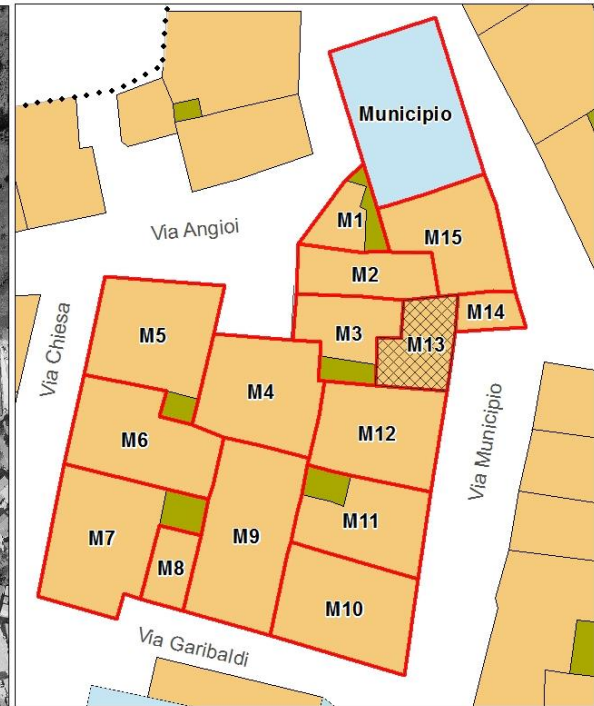 Municipio
M1
Via Angioi
M15
M2
M14
M3
M13
M5
Via Chiesa
M4
M12
Via Municipio
M6
M11
M7
M9
M8
M10
Via Garibaldi